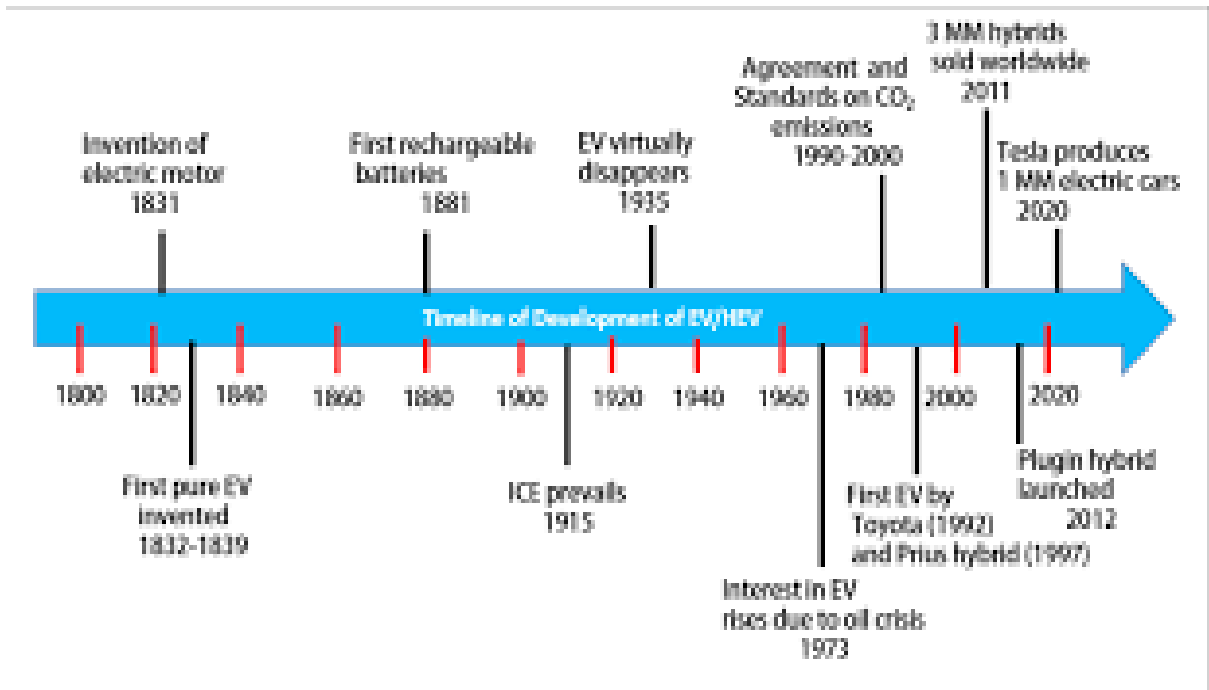 3 MM hybrids
sold worldwide
2011
Agreement and
Standards on CO₂
emissions
1990-2000
Invention of
electric motor
1831
First rechargeable
batteries
1881
EV virtually
disappears
1935
Tesla produces
1 MM electric cars
2020
Timeline of Development of EV/HEV
1800 1820 1840 1860 1880 1900 1920 1940 1960 1980 2000 2020
First pure EV
invented
1832-1839
ICE prevails
1915
Interest in EV
rises due to oil crisis
1973
First EV by
Toyota (1992)
and Prius hybrid (1997)
Plugin hybrid
launched
2012